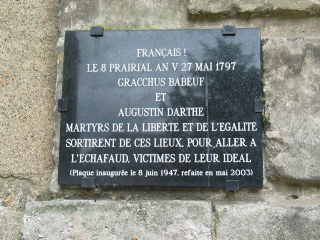 FRANÇAIS !
LE 8 PRAIRIAL AN V 27 MAI 1797
GRACCHUS BABEUF
ET
AUGUSTIN DARTHE
MARTYRS DE LA LIBERTE ET DE L'EGALITE
SORTIRENT DE CES LIEUX, POUR ALLER A
L'ECHAFAUD, VICTIMES DE LEUR IDEAL
(Plaque inaugurée le 8 juin 1947, refaite en mai 2003)